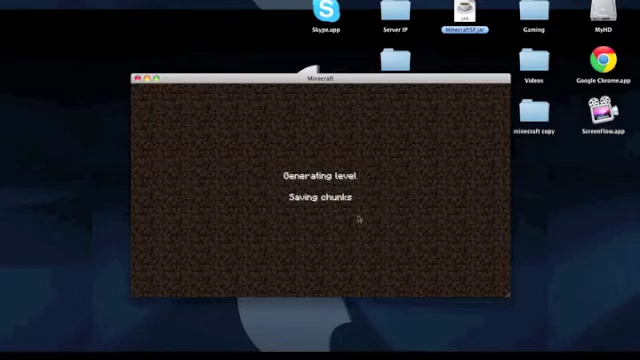 Skype.app
Server IP
MinecraftSP.jar
Gaming
MyHD
Minecraft
Videos
Google Chrome.app
minecraft copy
ScreenFlow.app
Generating level
Saving chunks